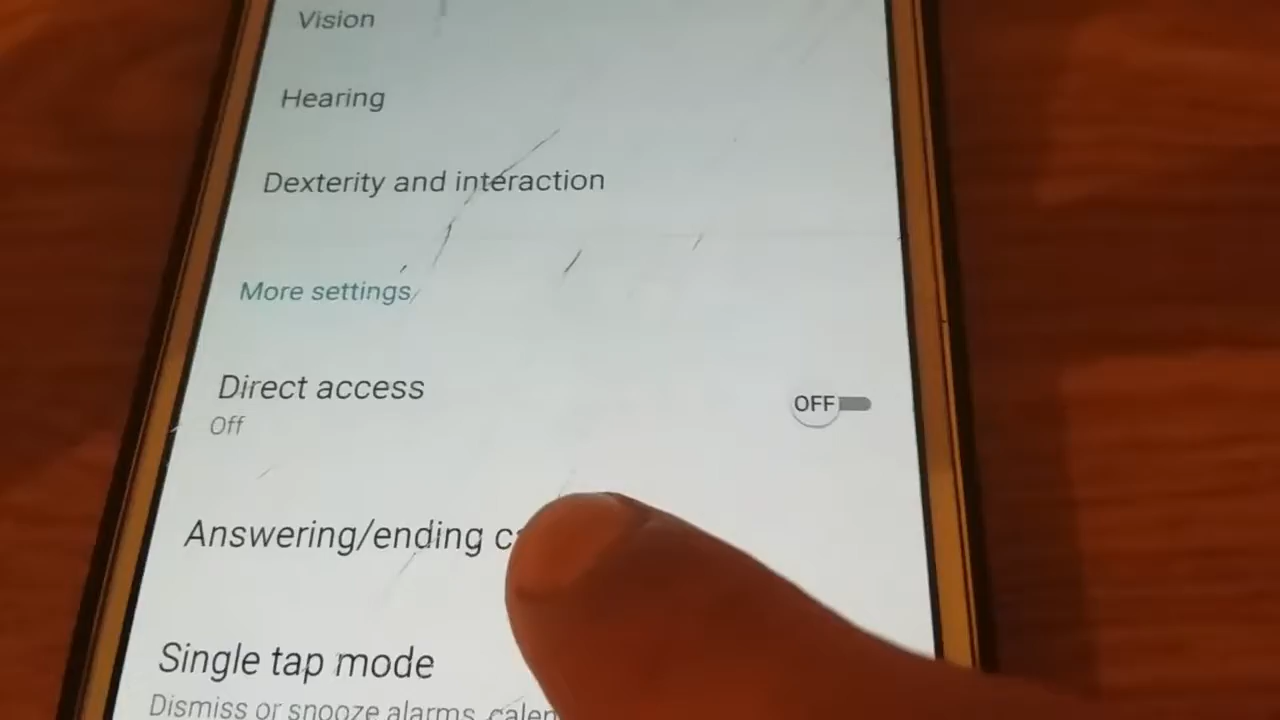 Vision
Hearing
Dexterity and interaction
More settings
Direct access
Off
OFF
Answering/ending
Single tap mode
Dismiss or snooze alarms,